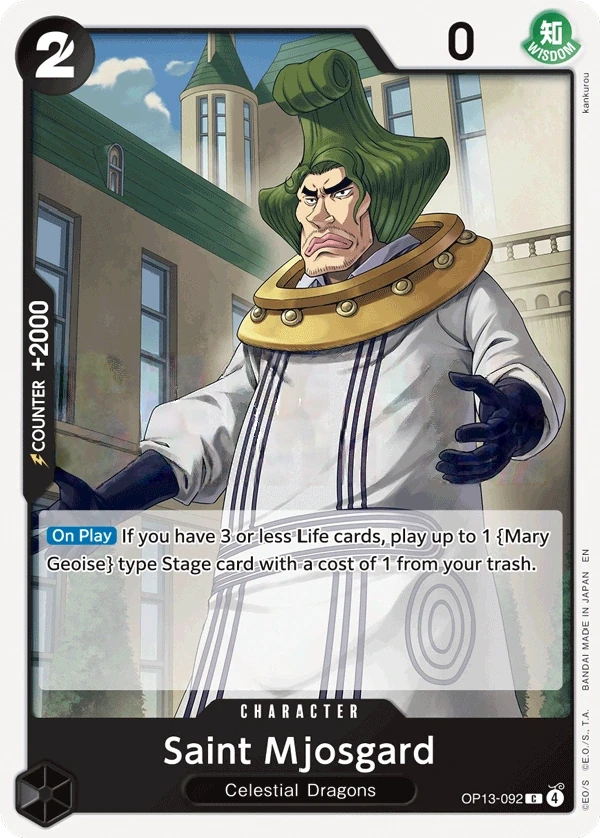 2
0
知
WISDOM
kankurou
COUNTER +2000
On Play If you have 3 or less Life cards, play up to 1 {Mary
Geoise} type Stage card with a cost of 1 from your trash.
CHARACTER
Saint Mjosgard
Celestial Dragons
OP13-092 C 4
©EO/S ©E.O./S., T.A. BANDAI MADE IN JAPAN EN